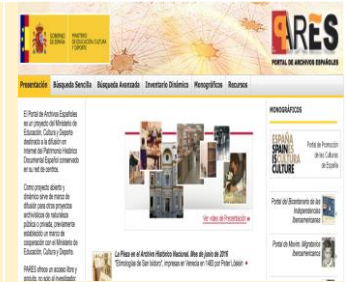 GOBIERNO DE ESPAÑA
MINISTERIO DE EDUCACIÓN, CULTURA Y DEPORTE
PARES
PORTAL DE ARCHIVOS ESPAÑOLES
Presentación Búsqueda Sencilla Búsqueda Avanzada Inventario Dinámico Monográficos Recursos
El Portal de Archivos Españoles
es un proyecto del Ministerio de
Educación, Cultura y Deporte
destinado a la difusión en
Internet del Patrimonio Histórico
Documental Español conservado
en su red de centros.
Como proyecto abierto y
dinámico sirve de marco de
difusión para otros proyectos
archivísticos de naturaleza
pública o privada, previamente
establecido un marco de
cooperación con el Ministerio de
Educación, Cultura y Deporte.
PARES ofrece un acceso libre y
gratuito, no solo al investigador
Ver vídeo de Presentación
La Pieza en el Archivo Histórico Nacional. Mes de junio de 2016
"Etimologías de San Isidoro", impresas en Venecia en 1483 por Peter Löslein
MONOGRÁFICOS
ESPAÑA
SPAIN
IS
CULTURA
CULTURE
Portal de Promoción
de las Culturas
de España
Portal del Bicentenario de las
Independencias
Iberoamericanas
Portal de Movimientos Migratorios
Iberoamericanos